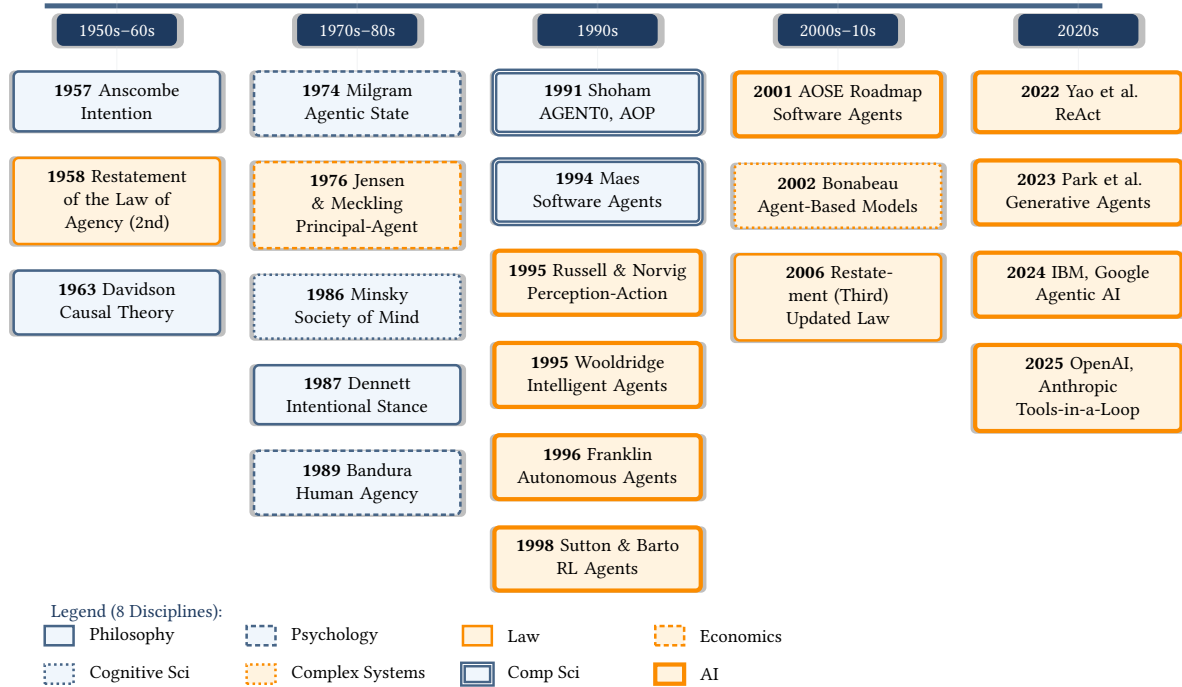 1950s–60s
1970s–80s
1990s
2000s–10s
2020s
1957 Anscombe
Intention
1958 Restatement
of the Law of
Agency (2nd)
1963 Davidson
Causal Theory
1974 Milgram
Agentic State
1976 Jensen
& Meckling
Principal-Agent
1986 Minsky
Society of Mind
1987 Dennett
Intentional Stance
1989 Bandura
Human Agency
1991 Shoham
AGENT0, AOP
1994 Maes
Software Agents
1995 Russell & Norvig
Perception-Action
1995 Wooldridge
Intelligent Agents
1996 Franklin
Autonomous Agents
1998 Sutton & Barto
RL Agents
2001 AOSE Roadmap
Software Agents
2002 Bonabeau
Agent-Based Models
2006 Restate-
ment (Third)
Updated Law
2022 Yao et al.
ReAct
2023 Park et al.
Generative Agents
2024 IBM, Google
Agentic AI
2025 OpenAI,
Anthropic
Tools-in-a-Loop
Legend (8 Disciplines):
Philosophy
Psychology
Law
Economics
Cognitive Sci
Complex Systems
Comp Sci
AI